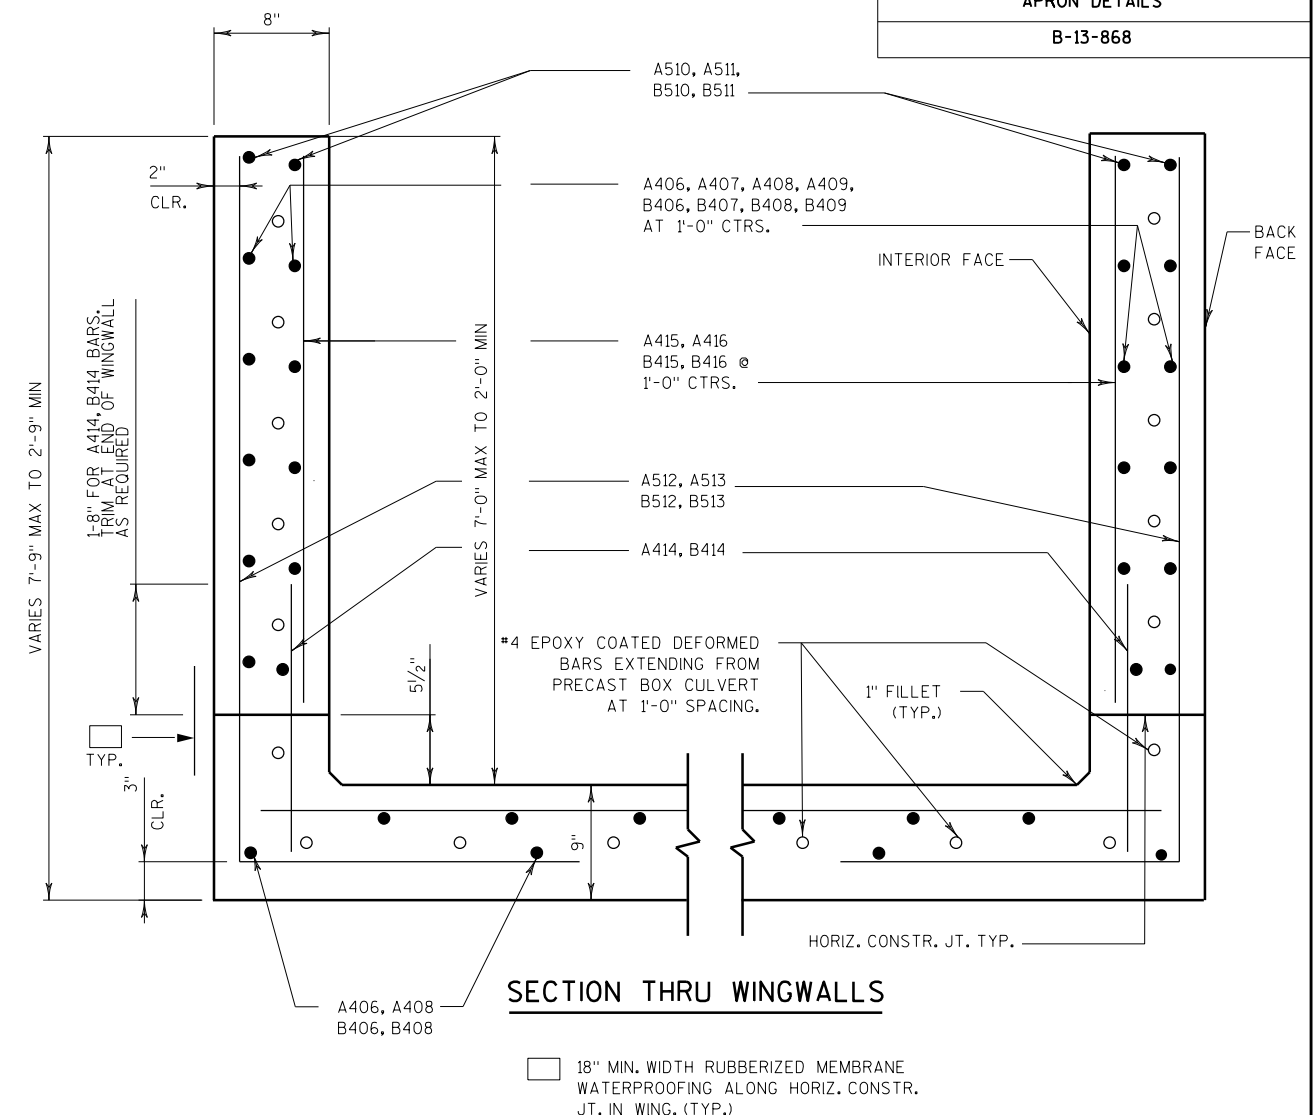 APRON DETAILS
B-13-868
8"
A510, A511,
B510, B511
2"
CLR.
A406, A407, A408, A409,
B406, B407, B408, B409
AT 1'-0" CTRS.
INTERIOR FACE
BACK
FACE
VARIES 7'-9" MAX TO 2'-9" MIN
1-8" FOR A414, B414 BARS.
TRIM AT END OF WINGWALL
AS REQUIRED
VARIES 7'-0" MAX TO 2'-0" MIN
A415, A416
B415, B416 @
1'-0" CTRS.
A512, A513
B512, B513
A414, B414
#4 EPOXY COATED DEFORMED
BARS EXTENDING FROM
PRECAST BOX CULVERT
AT 1'-0" SPACING.
5 1/2"
1" FILLET
(TYP.)
TYP.
3"
CLR.
9"
HORIZ. CONSTR. JT. TYP.
A406, A408
B406, B408
SECTION THRU WINGWALLS
18" MIN. WIDTH RUBBERIZED MEMBRANE
WATERPROOFING ALONG HORIZ. CONSTR.
JT. IN WING. (TYP.)